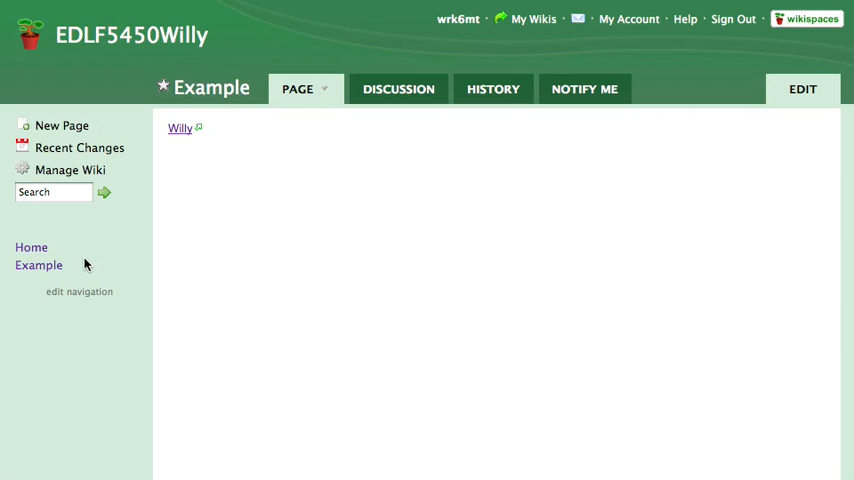 wrk6mt · My Wikis · · My Account · Help · Sign Out · wikispaces
EDLF5450Willy
Example PAGE DISCUSSION HISTORY NOTIFY ME EDIT
New Page
Recent Changes
Manage Wiki
Search
Home
Example
edit navigation
Willy